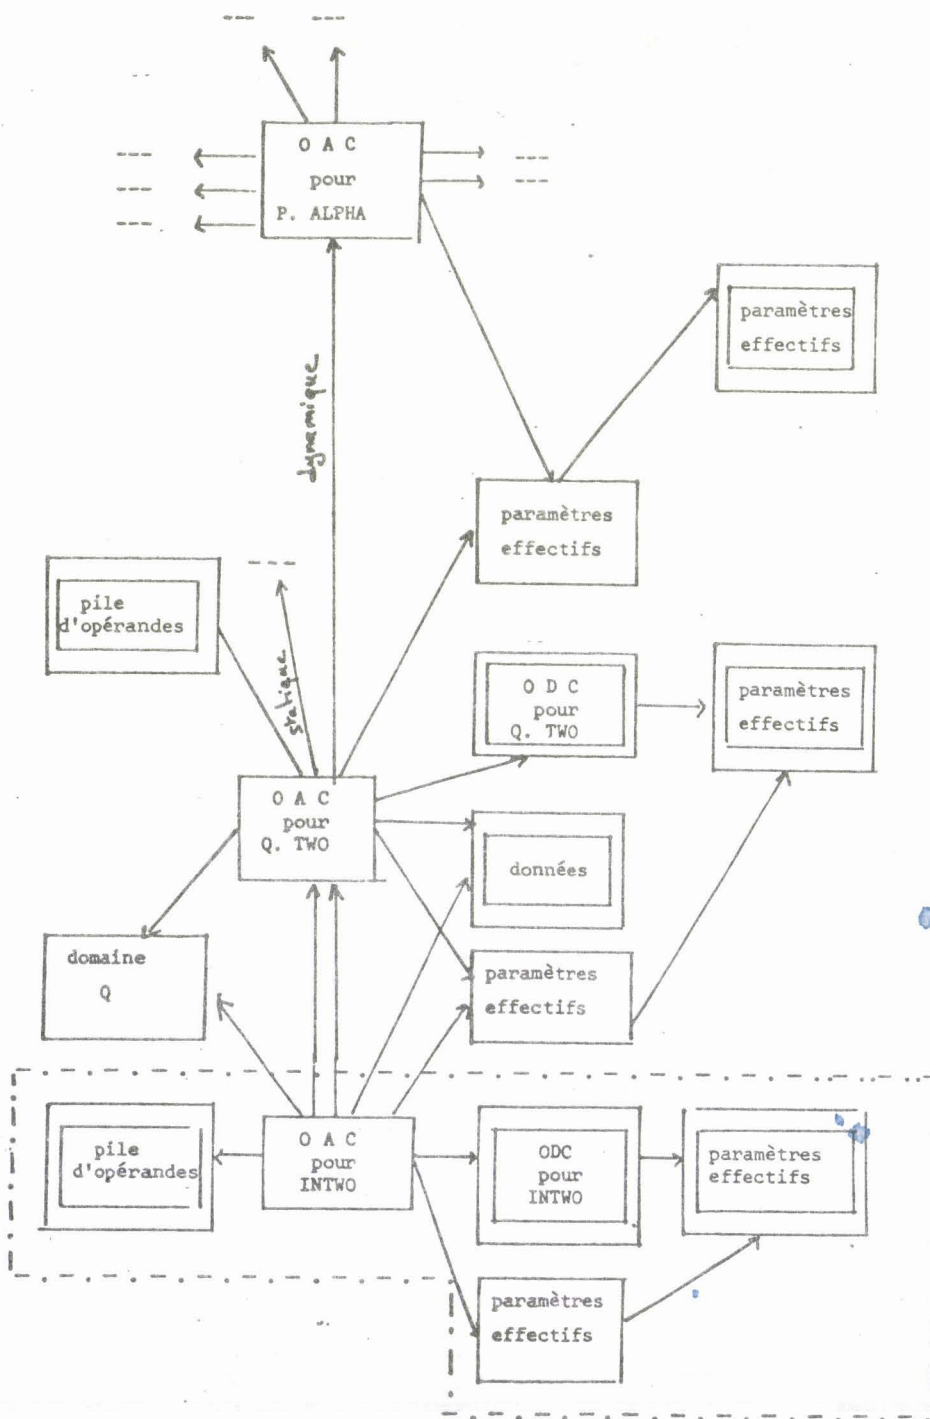 O A C
pour
P. ALPHA
paramètres
effectifs
dynamique
paramètres
effectifs
pile
d'opérandes
statique
O D C
pour
Q. TWO
paramètres
effectifs
O A C
pour
Q. TWO
données
domaine
Q
paramètres
effectifs
pile
d'opérandes
O A C
pour
INTWO
ODC
pour
INTWO
paramètres
effectifs
paramètres
effectifs